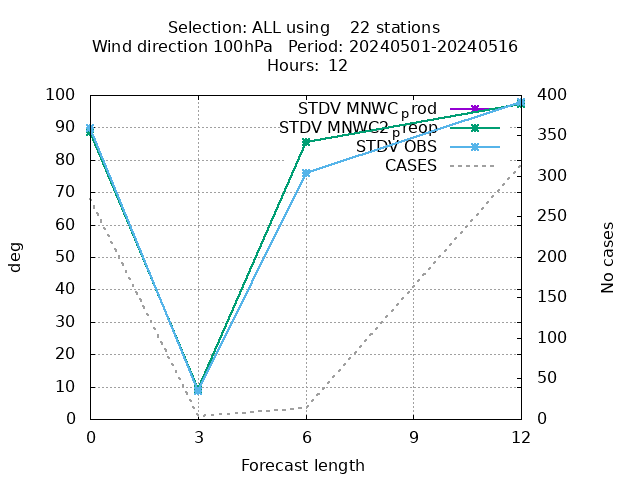 Selection: ALL using 22 stations
Wind direction 100hPa Period: 20240501-20240516
Hours: 12
STDV MNWC_prod
STDV MNWC2_preop
STDV OBS
CASES
100
90
80
70
60
50
40
30
20
10
0
400
350
300
250
200
150
100
50
0
deg
No cases
0 3 6 9 12
Forecast length